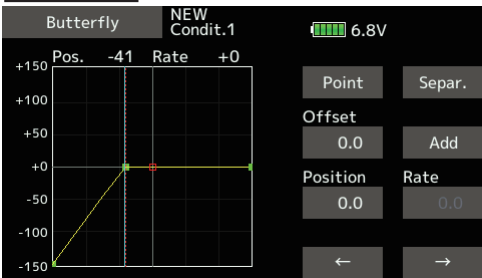 Butterfly
NEW
Condit.1
6.8V
Pos. -41 Rate +0
+150
+100
+50
+0
-50
-100
-150
Point Separ.
Offset
0.0 Add
Position Rate
0.0 0.0
← →